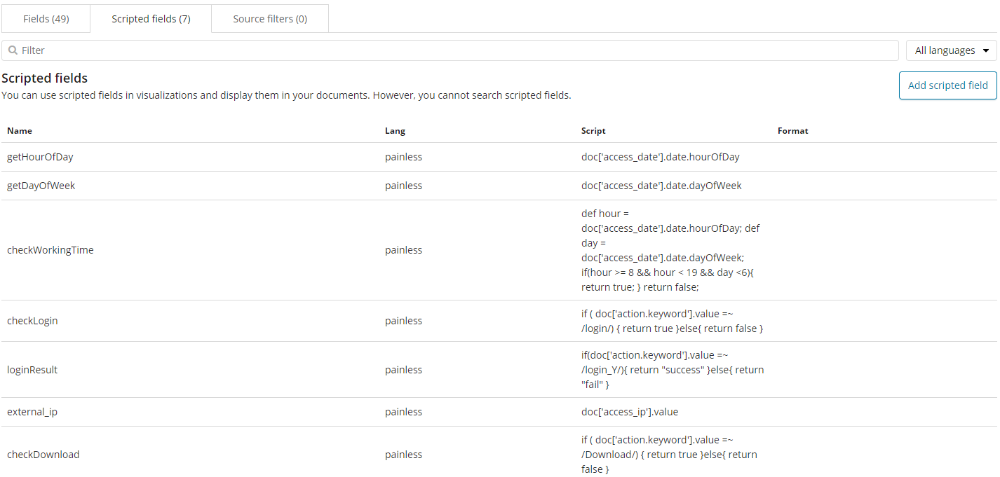 Fields (49)
Scripted fields (7)
Source filters (0)
Filter
All languages
Scripted fields
You can use scripted fields in visualizations and display them in your documents. However, you cannot search scripted fields.
Add scripted field
Name Lang Script Format
getHourOfDay painless doc['access_date'].date.hourOfDay
getDayOfWeek painless doc['access_date'].date.dayOfWeek
checkWorkingTime painless def hour =
doc['access_date'].date.hourOfDay; def
day =
doc['access_date'].date.dayOfWeek;
if(hour >= 8 && hour < 19 && day <6){
return true; } return false;
checkLogin painless if ( doc['action.keyword'].value =~
/login/) { return true }else{ return false }
loginResult painless if(doc['action.keyword'].value =~
/login_Y/){ return "success" }else{ return
"fail" }
external_ip painless doc['access_ip'].value
checkDownload painless if ( doc['action.keyword'].value =~
/Download/) { return true }else{ return
false }